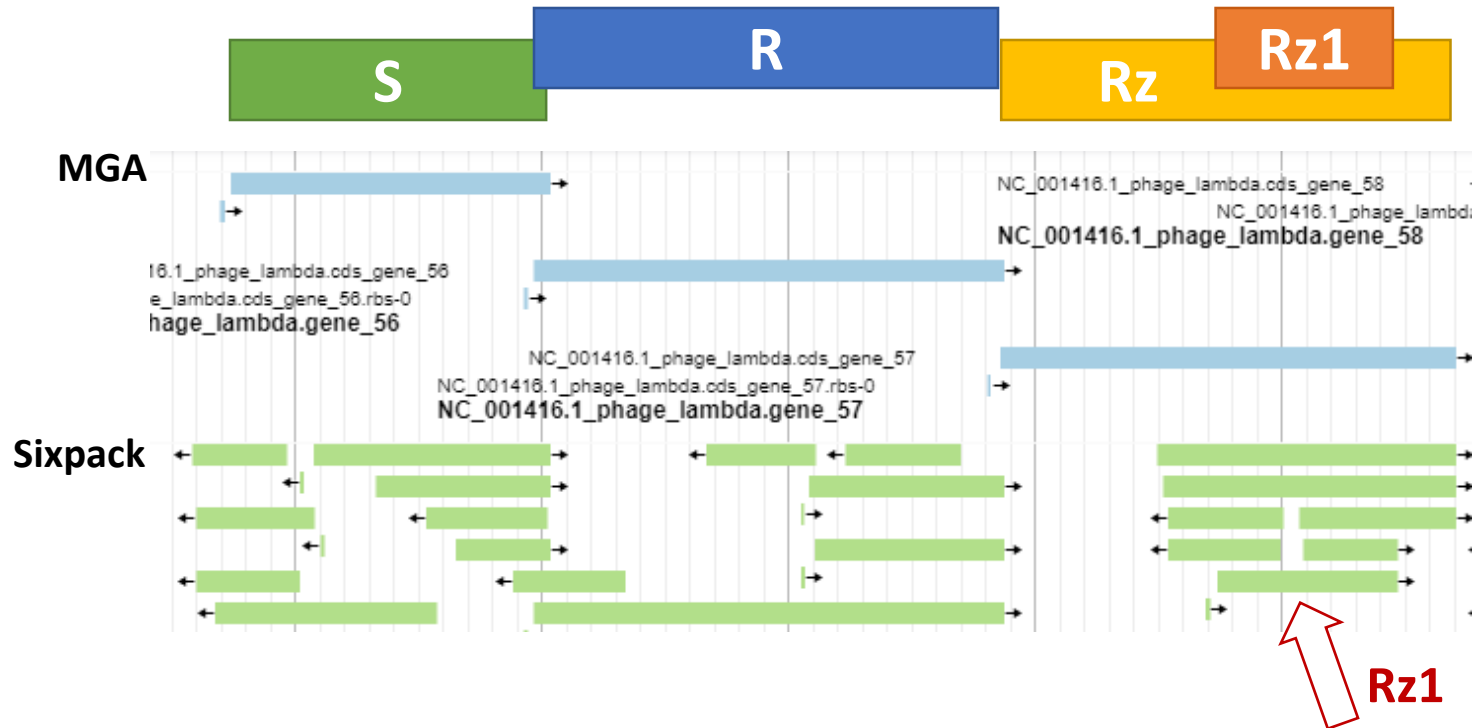 S
R
Rz
Rz1
MGA
NC_001416.1_phage_lambda.cds_gene_58
NC_001416.1_phage_lambda
NC_001416.1_phage_lambda.gene_58
16.1_phage_lambda.cds_gene_56
e_lambda.cds_gene_56.rbs-0
hage_lambda.gene_56
NC_001416.1_phage_lambda.cds_gene_57
NC_001416.1_phage_lambda.cds_gene_57.rbs-0
NC_001416.1_phage_lambda.gene_57
Sixpack
Rz1